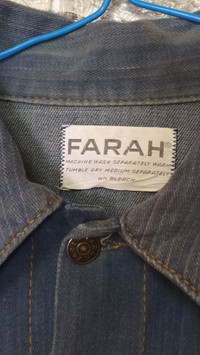 FARAH®
MACHINE WASH SEPARATELY WARM
TUMBLE DRY MEDIUM SEPARATELY
NO BLEACH